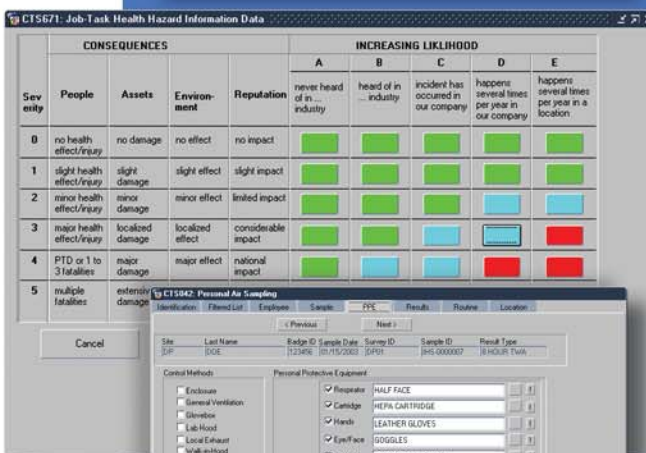 CTS671: Job-Task Health Hazard Information Data
CONSEQUENCES
INCREASING LIKLIHOOD
A B C D E
Sev erity
People
Assets
Environ- ment
Reputation
never heard of in ... industry
heard of in ... industry
incident has occurred in our company
happens several times per year in our company
happens several times per year in a location
0 no health effect/injury no damage no effect no impact
1 slight health effect/injury slight damage slight effect slight impact
2 minor health effect/injury minor damage minor effect limited impact
3 major health effect/injury localized damage localized effect considerable impact
4 PTD or 1 to 3 fatalities major damage major effect national impact
5 multiple fatalities damage
Cancel
CTS042: Personal Air Sampling
Identification Filtered List Employee Sample PPE Results Routine Location
< Previous Next >
Site Last Name Badge ID Sample Date Survey ID Sample ID Result Type
DP DOE 123456 01/15/2003 DP01 IHS-0000007 8 HOUR TWA
Control Methods
Personal Protective Equipment
Enclosure
General Ventilation
Glovebox
Lab Hood
Local Exhaust
Walk-in Hood
Respirator HALF FACE
Cartridge HEPA CARTRIDGE
Hands LEATHER GLOVES
Eye/Face GOGGLES